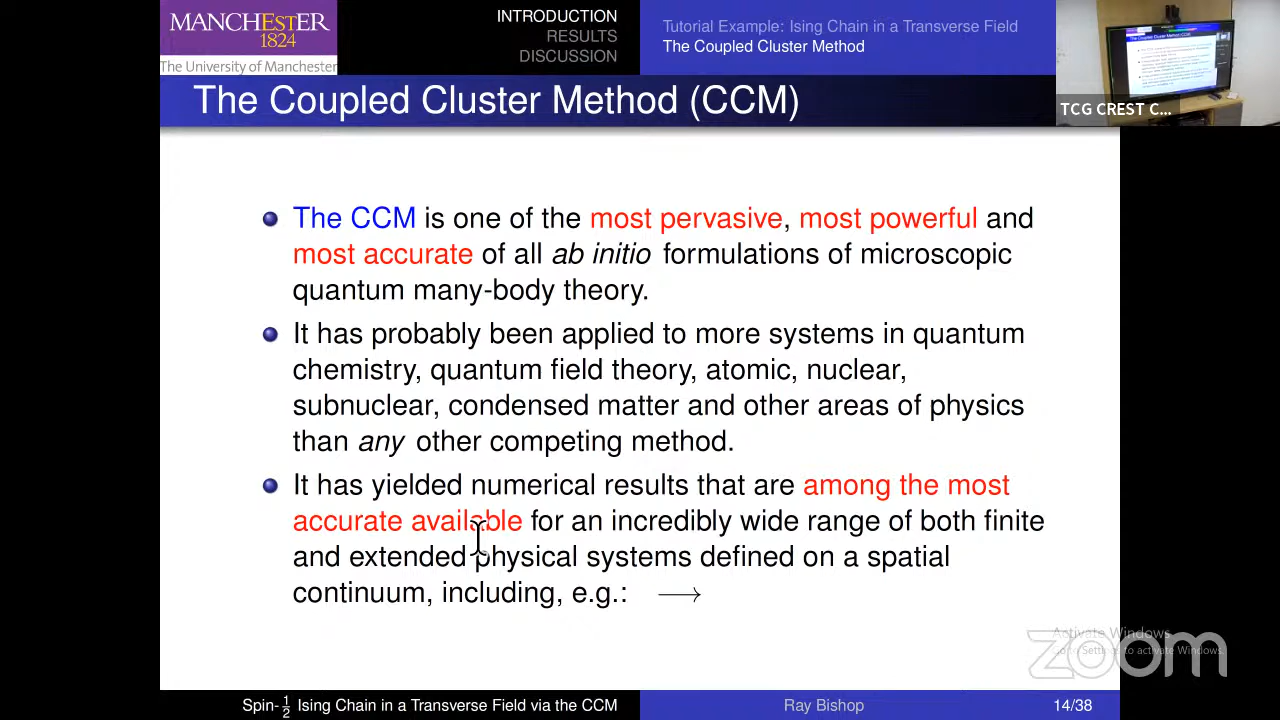 MANCHESTER
1824
The University of Manchester
INTRODUCTION
RESULTS
DISCUSSION
Tutorial Example: Ising Chain in a Transverse Field
The Coupled Cluster Method
The Coupled Cluster Method (CCM)
TCG CREST C...
The CCM is one of the most pervasive, most powerful and
most accurate of all ab initio formulations of microscopic
quantum many-body theory.
It has probably been applied to more systems in quantum
chemistry, quantum field theory, atomic, nuclear,
subnuclear, condensed matter and other areas of physics
than any other competing method.
It has yielded numerical results that are among the most
accurate available for an incredibly wide range of both finite
and extended physical systems defined on a spatial
continuum, including, e.g.: ⟶
Activate Windows
Go to Settings to activate Windows.
zoom
Spin-½ Ising Chain in a Transverse Field via the CCM
Ray Bishop
14/38